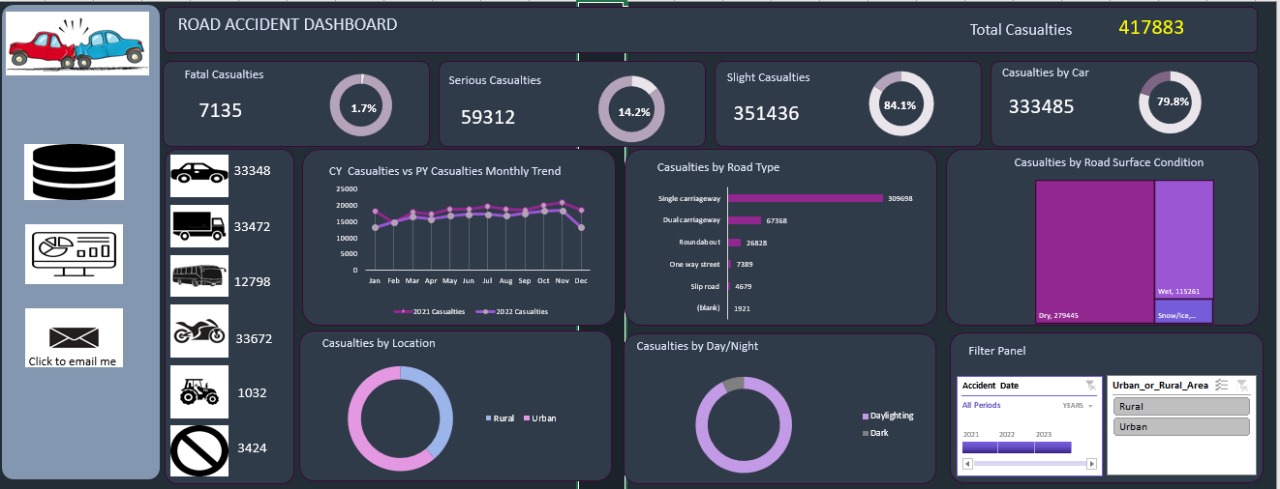 ROAD ACCIDENT DASHBOARD
Total Casualties 417883
Fatal Casualties
7135
1.7%
Serious Casualties
59312
14.2%
Slight Casualties
351436
84.1%
Casualties by Car
333485
79.8%
33348
33472
12798
33672
1032
3424
Click to email me
CY Casualties vs PY Casualties Monthly Trend
25000
20000
15000
10000
5000
0
Jan Feb Mar Apr May Jun Jul Aug Sep Oct Nov Dec
2021 Casualties 2022 Casualties
Casualties by Road Type
Single carriageway 309698
Dual carriageway 67368
Roundabout 26828
One way street 7389
Slip road 4679
(blank) 1921
Casualties by Road Surface Condition
Dry, 279445
Wet, 115261
Snow/Ice,...
Casualties by Location
Rural Urban
Casualties by Day/Night
Daylighting
Dark
Filter Panel
Accident Date
All Periods YEARS
2021 2022 2023
Urban_or_Rural_Area
Rural
Urban